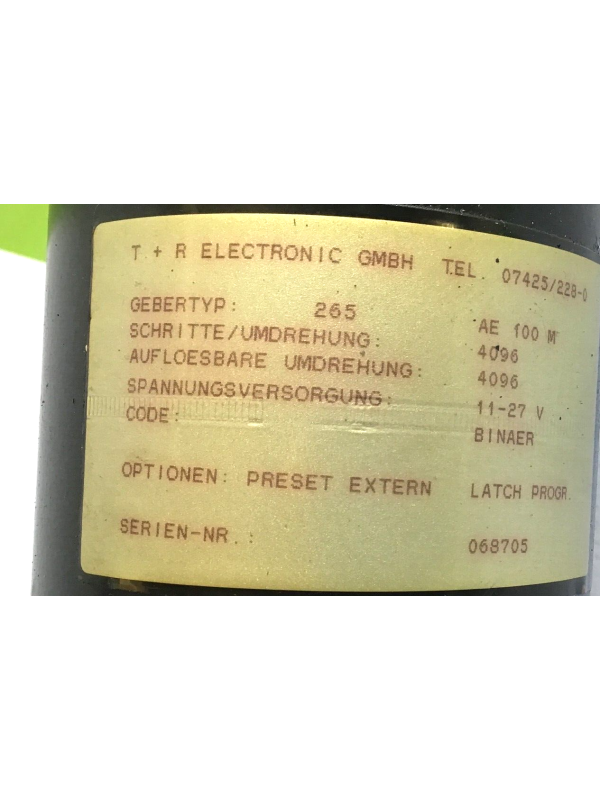 T + R ELECTRONIC GMBH TEL. 07425/228-0
GEBERTYP: 265 AE 100 M
SCHRITTE/UMDREHUNG: 4096
AUFLOESBARE UMDREHUNG: 4096
SPANNUNGSVERSORGUNG: 11-27 V
CODE: BINAER
OPTIONEN: PRESET EXTERN LATCH PROGR.
SERIEN-NR.: 068705